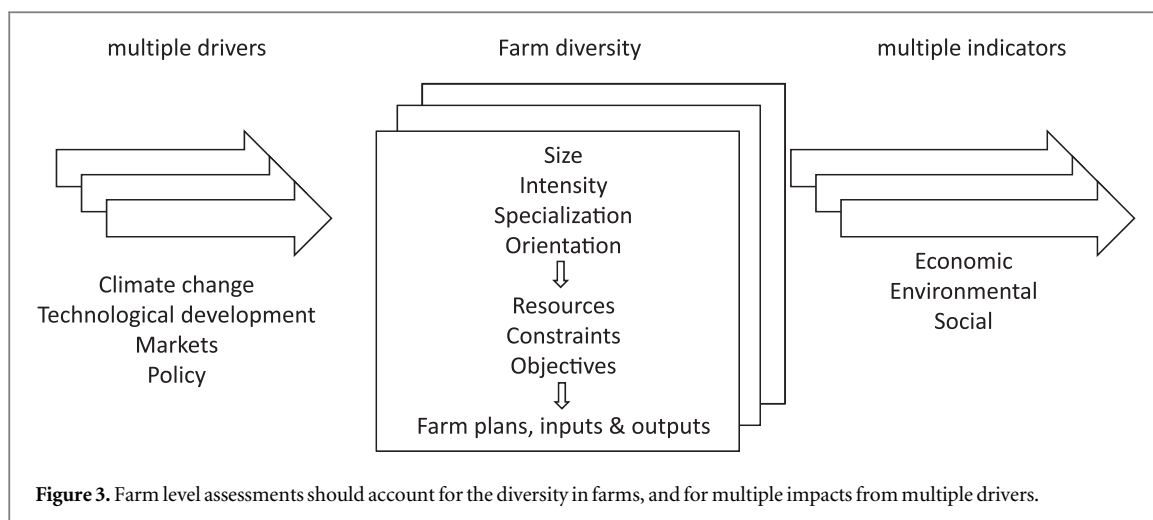 multiple drivers
Farm diversity
multiple indicators
Size
Intensity
Specialization
Orientation
Resources
Constraints
Objectives
Farm plans, inputs & outputs
Climate change
Technological development
Markets
Policy
Economic
Environmental
Social
Figure 3. Farm level assessments should account for the diversity in farms, and for multiple impacts from multiple drivers.